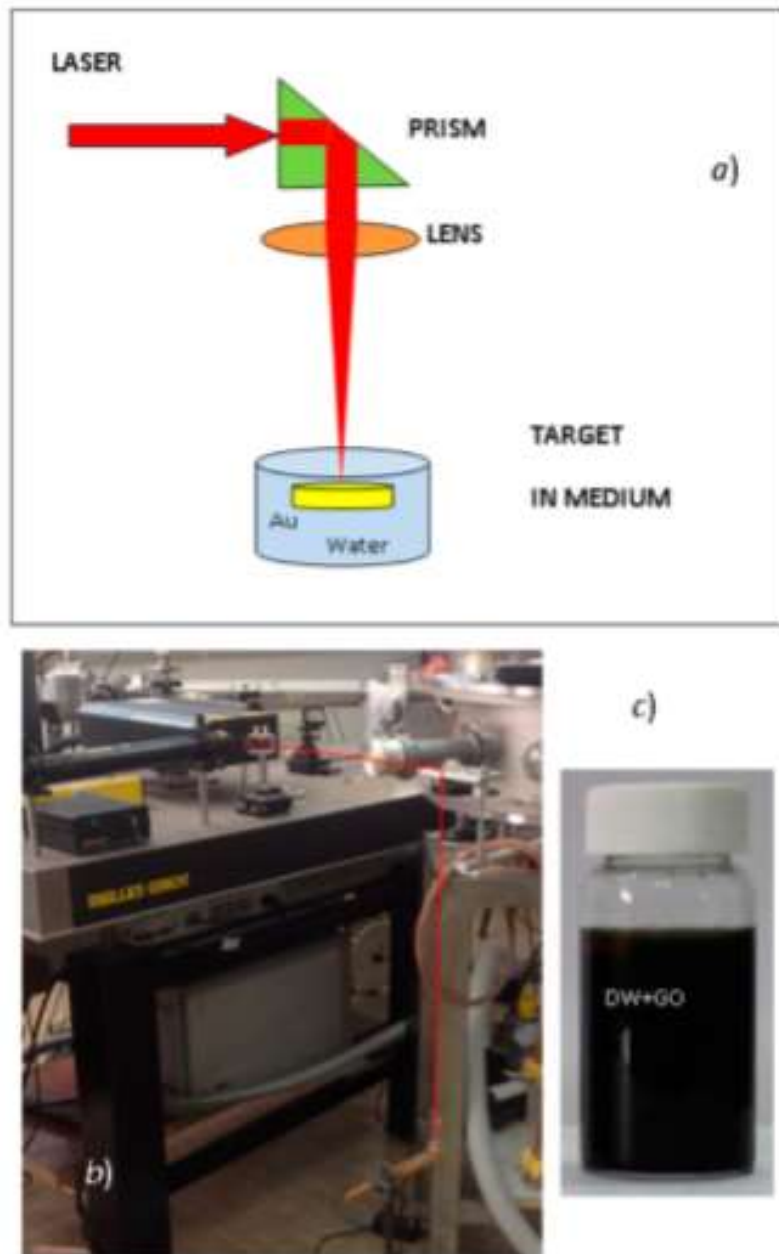 LASER
PRISM
a)
LENS
TARGET
IN MEDIUM
Au
Water
c)
DW+GO
b)